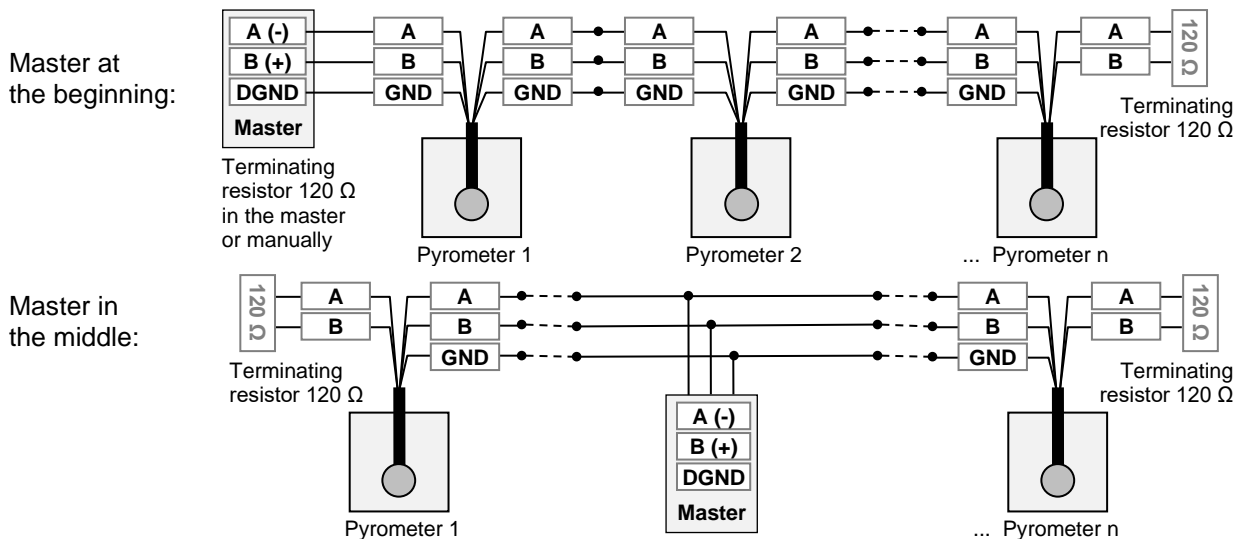 Master at
the beginning:
A (-) A A A A A A
B (+) B B B B B B
DGND GND GND GND GND GND
Master
120 Ω
Terminating
resistor 120 Ω
in the master
or manually
Terminating
resistor 120 Ω
Pyrometer 1 Pyrometer 2 ... Pyrometer n
Master in
the middle:
120 Ω
A A A A
B B B B
GND GND
120 Ω
Terminating
resistor 120 Ω
Terminating
resistor 120 Ω
A (-)
B (+)
DGND
Master
Pyrometer 1 ... Pyrometer n